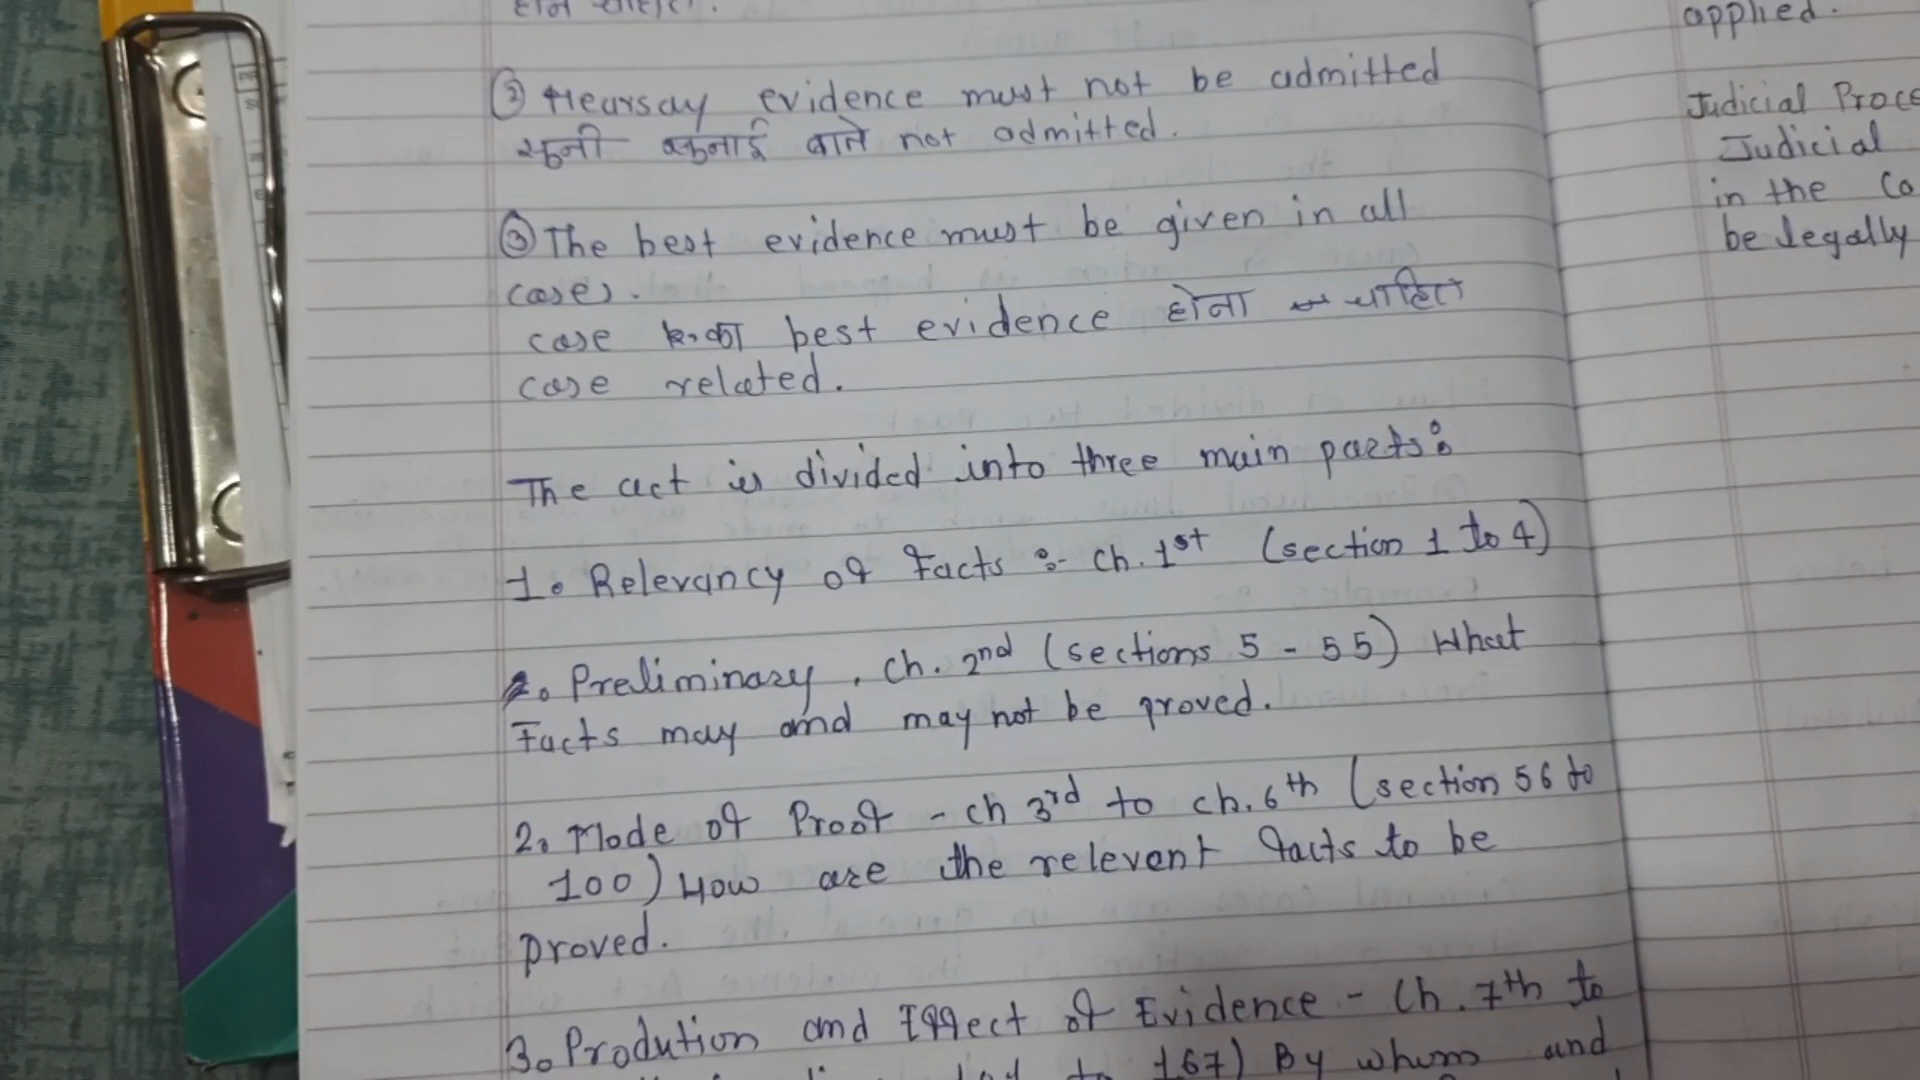 ② Hearsay evidence must not be admitted
सुनी सुनाई बाते not admitted.
③ The best evidence must be given in all
cases.
case का best evidence होना चाहिए
case related.
The act is divided into three main parts:
1. Relevancy of Facts :- Ch. 1st (section 1 to 4)
2. Preliminary, Ch. 2nd (sections 5 - 55) What
Facts may and may not be proved.
2. Mode of Proof - ch 3rd to ch. 6th (section 56 to
100) How are the relevant facts to be
proved.
3. Prodution and Effect of Evidence - Ch. 7th to
to 167) By whom and
applied.
Judicial
Judicial
in the
be legally